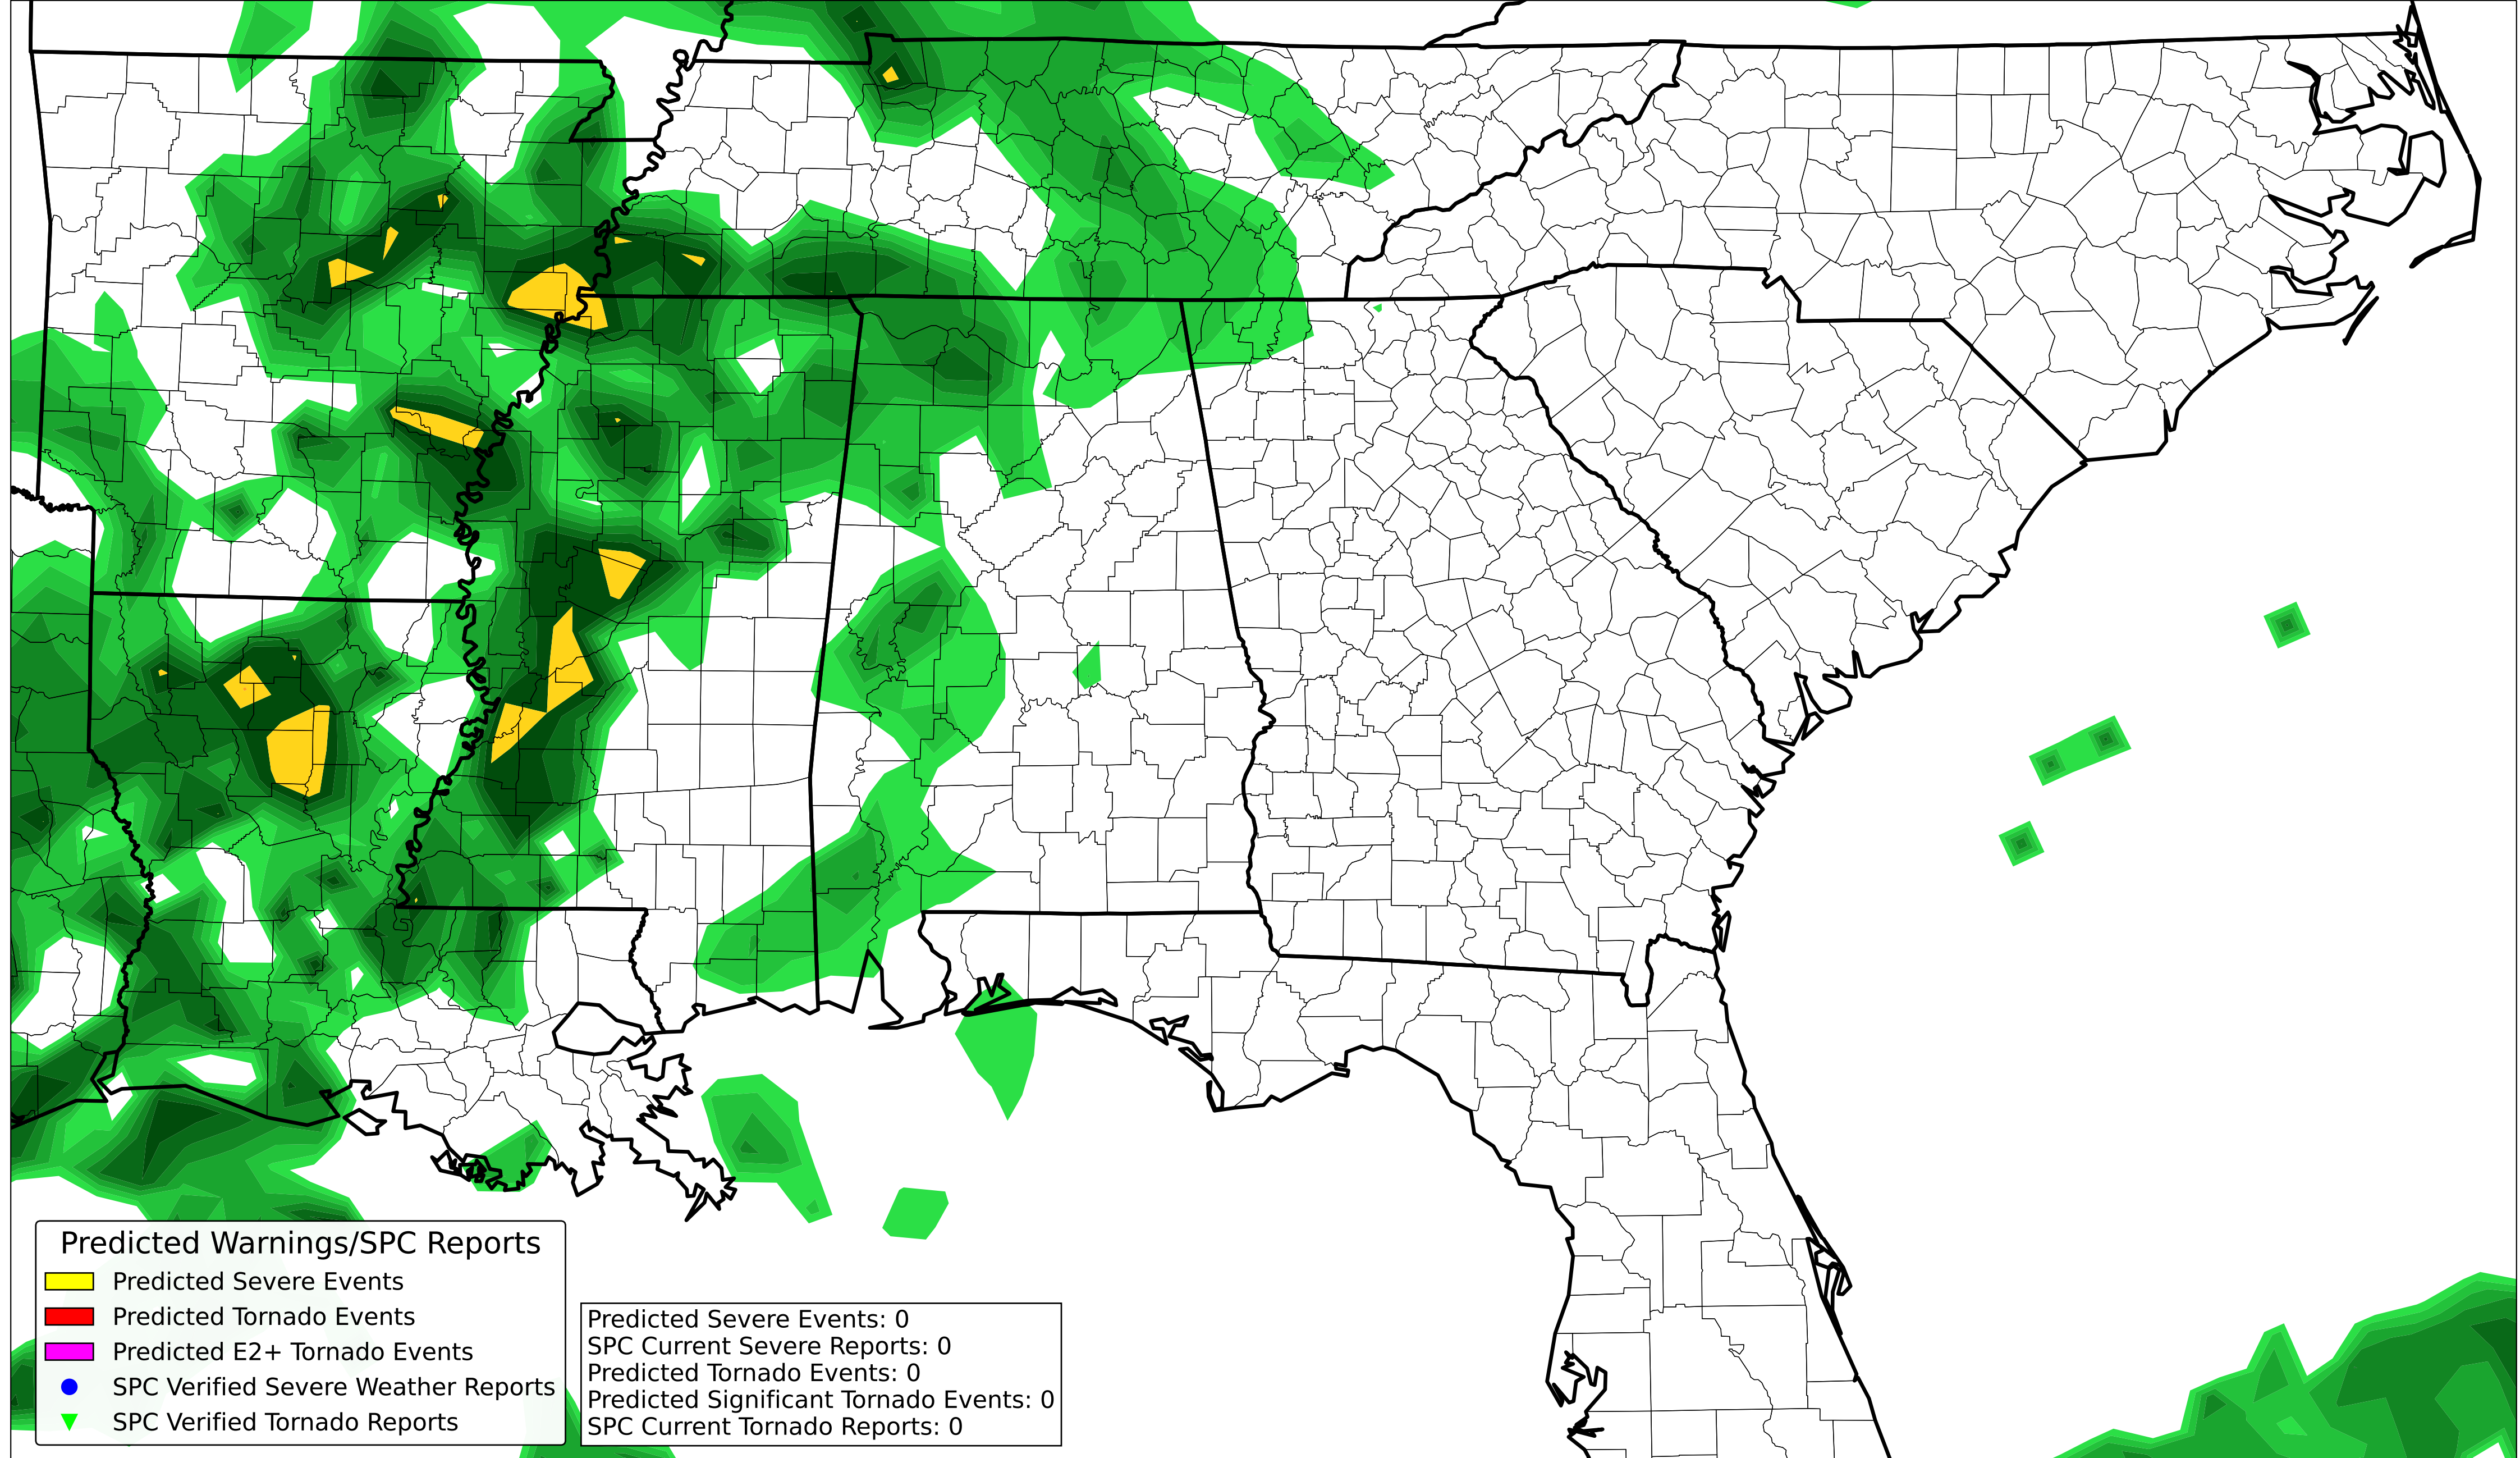 Predicted Warnings/SPC Reports
Predicted Severe Events
Predicted Tornado Events
Predicted E2+ Tornado Events
SPC Verified Severe Weather Reports
SPC Verified Tornado Reports
Predicted Severe Events: 0
SPC Current Severe Reports: 0
Predicted Tornado Events: 0
Predicted Significant Tornado Events: 0
SPC Current Tornado Reports: 0